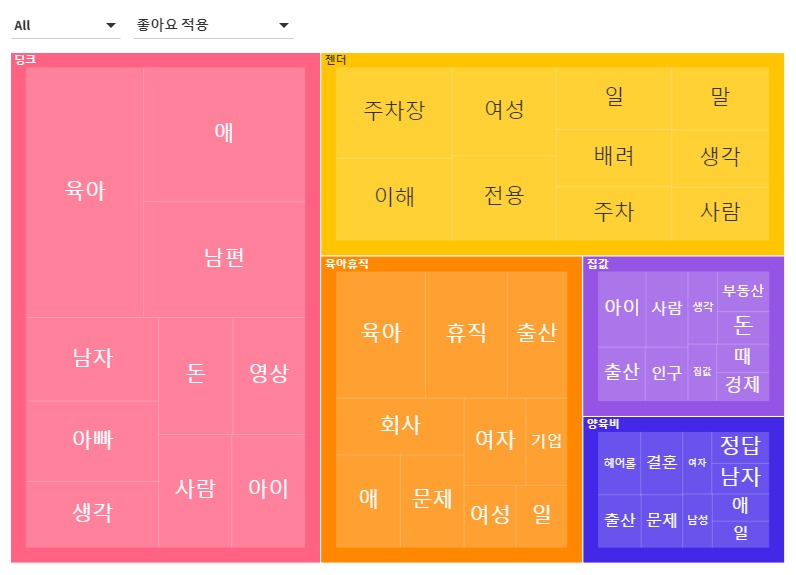 All
좋아요 적용
딩크
육아
애
남편
남자
돈
영상
아빠
생각
사람
아이
젠더
주차장
여성
일
말
이해
전용
배려
생각
주차
사람
육아휴직
육아
휴직
출산
회사
여자
기업
애
문제
여성
일
집값
아이
사람
생각
부동산
돈
출산
인구
집값
때
경제
양육비
헤어롤
결혼
여자
정답
남자
출산
문제
남성
애
일